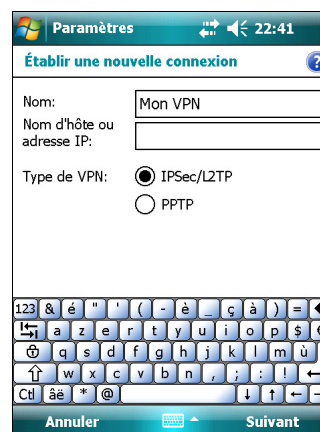 Paramètres 22:41
Établir une nouvelle connexion ?
Nom: Mon VPN
Nom d'hôte ou
adresse IP:
Type de VPN: IPSec/L2TP
PPTP
123 & é " ' ( - è _ ç à ) =
a z e r t y u i o p $
q s d f g h j k l m ù
w x c v b n , ; : !
Ctl âë * @
Annuler Suivant